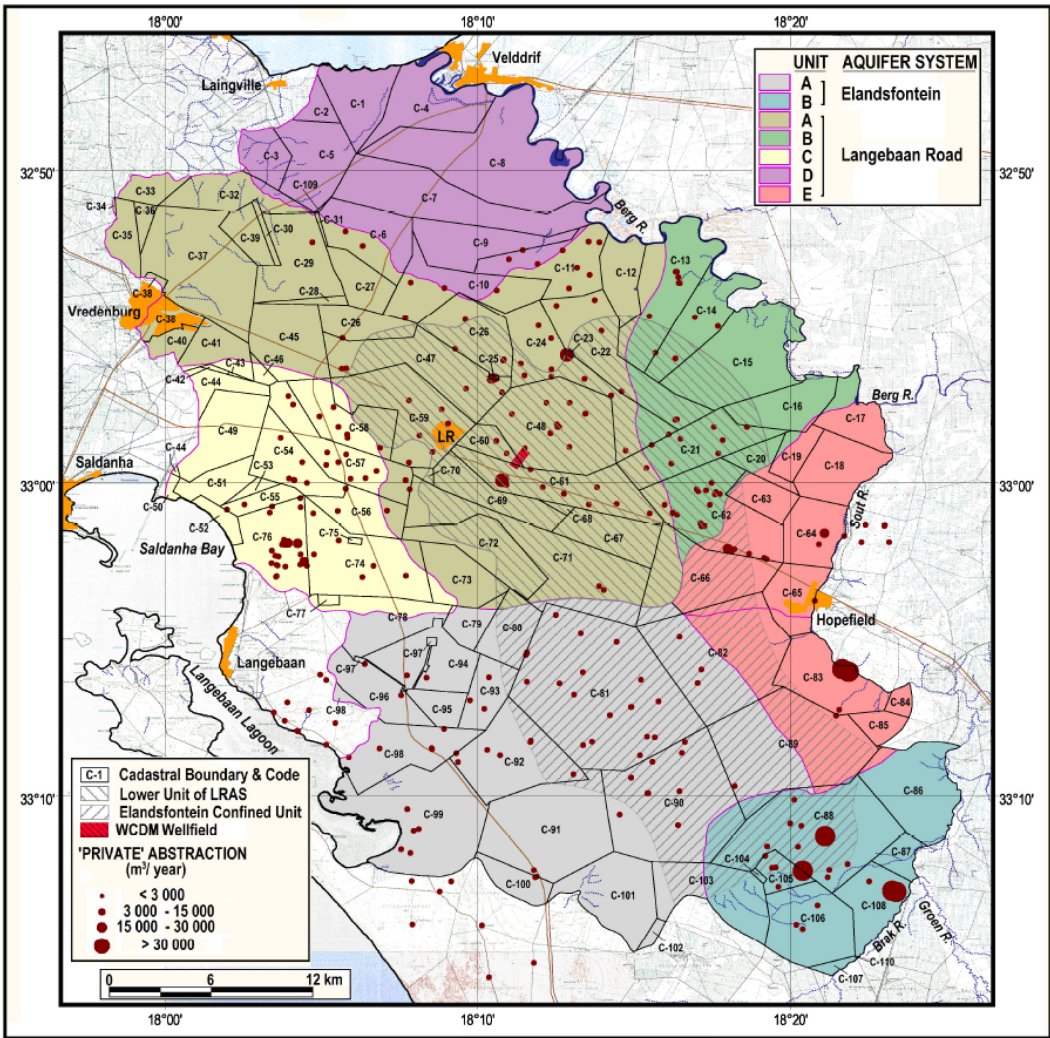 18°00'
18°10'
18°20'
Velddrif
Laingville
UNIT AQUIFER SYSTEM
A
B
Elandsfontein
A
B
C
D
E
Langebaan Road
C-1
C-2
C-4
C-3
C-5
C-8
32°50'
32°50'
C-109
C-7
C-33
C-32
C-34
C-36
C-35
C-31
C-30
C-39
C-6
C-9
Berg R.
C-37
C-29
C-11
C-12
C-13
C-28
C-27
C-10
C-38
Vredenburg
C-38
C-14
C-26
C-26
C-24
C-23
C-22
C-40
C-41
C-45
C-25
C-15
C-47
C-43
C-46
C-42
C-44
C-16
Berg R.
C-59
C-17
C-49
C-58
LR
C-60
C-48
C-44
C-54
C-21
C-20
C-19
C-18
Saldanha
C-53
C-57
C-70
33°00'
33°00'
C-51
C-61
C-50
C-55
C-69
C-63
Sout R.
C-52
C-56
C-68
C-62
C-76
C-75
C-72
C-67
C-64
Saldanha Bay
C-74
C-73
C-71
C-66
C-65
C-77
C-78
C-79
C-80
Hopefield
Langebaan
C-97
C-97
C-94
C-82
C-96
C-93
C-81
C-83
C-84
Langebaan Lagoon
C-98
C-95
C-85
C-98
C-92
C-89
C-1 Cadastral Boundary & Code
Lower Unit of LRAS
Elandsfontein Confined Unit
WCDM Wellfield
'PRIVATE' ABSTRACTION
(m³/ year)
< 3 000
3 000 - 15 000
15 000 - 30 000
> 30 000
33°10'
33°10'
C-90
C-86
C-99
C-91
C-88
C-87
C-104
C-105
C-100
C-101
C-103
C-108
C-106
Groen R.
Brak R.
C-102
C-110
C-107
0 6 12 km
18°00'
18°10'
18°20'